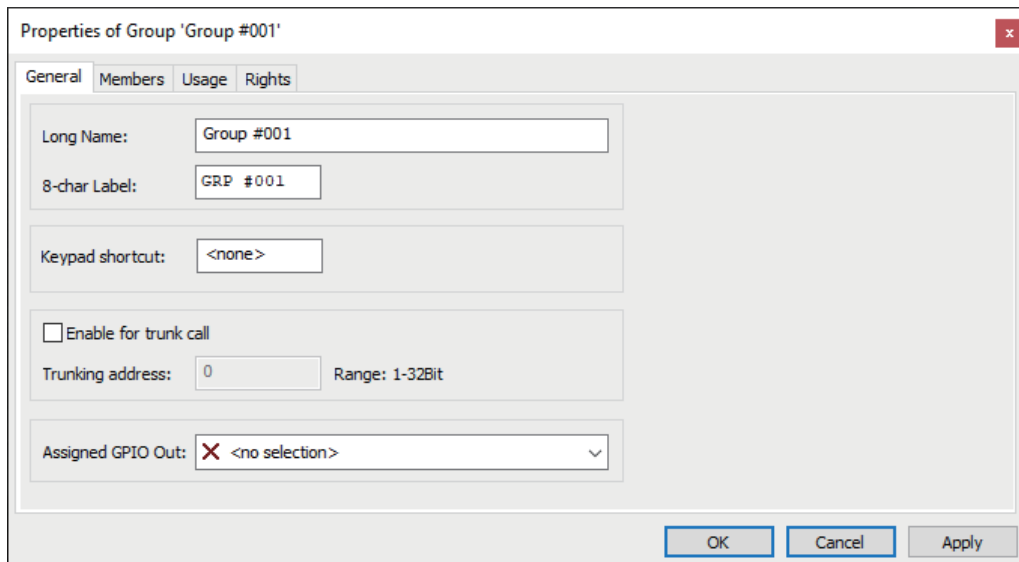 Properties of Group 'Group #001'
x
General Members Usage Rights
Long Name: Group #001
8-char Label: GRP #001
Keypad shortcut: <none>
Enable for trunk call
Trunking address: 0 Range: 1-32Bit
Assigned GPIO Out: <no selection>
OK Cancel Apply